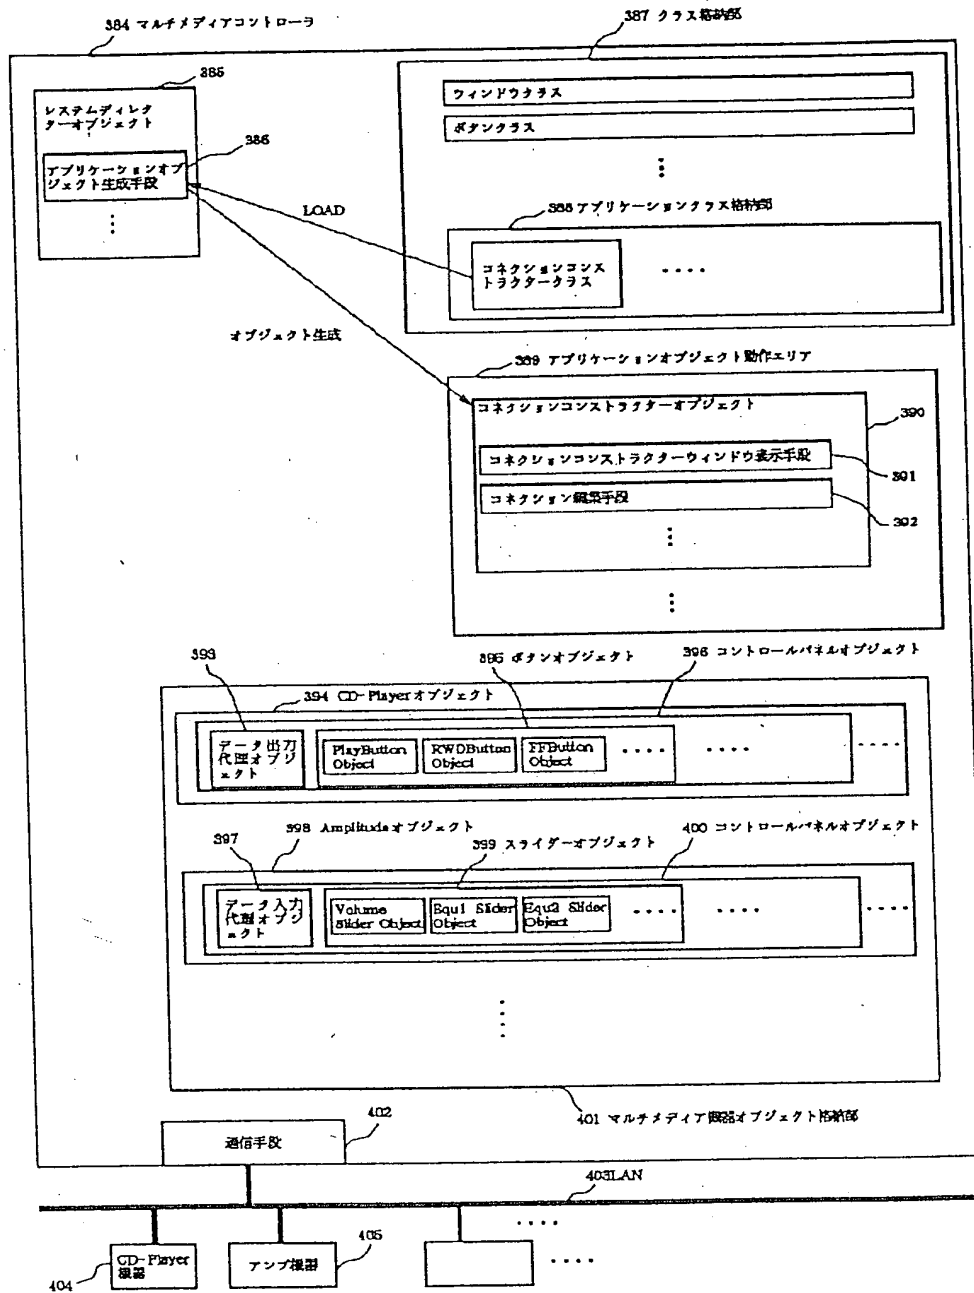 384 マルチメディアコントローラ
387 クラス格納部
385
システムディレク
ターオブジェクト
386
アプリケーションオブ
ジェクト生成手段
ウィンドウクラス
ボタンクラス
LOAD
388 アプリケーションクラス格納部
コネクションコンス
トラクタークラス
オブジェクト生成
389 アプリケーションオブジェクト動作エリア
コネクションコンストラクターオブジェクト
390
コネクションコンストラクターウィンドウ表示手段
391
コネクション編集手段
392
393
395 ボタンオブジェクト
396 コントロールパネルオブジェクト
394 CD-Playerオブジェクト
データ出力
代理オブジ
ェクト
PlayButton
Object
RWDButton
Object
FFButton
Object
397
398 Amplitudeオブジェクト
399 スライダーオブジェクト
400 コントロールパネルオブジェクト
データ入力
代理オブジ
ェクト
Volume
Slider Object
Equ1 Slider
Object
Equ2 Slider
Object
401 マルチメディア機器オブジェクト格納部
402
通信手段
403LAN
404
CD-Player
機器
405
アンプ機器